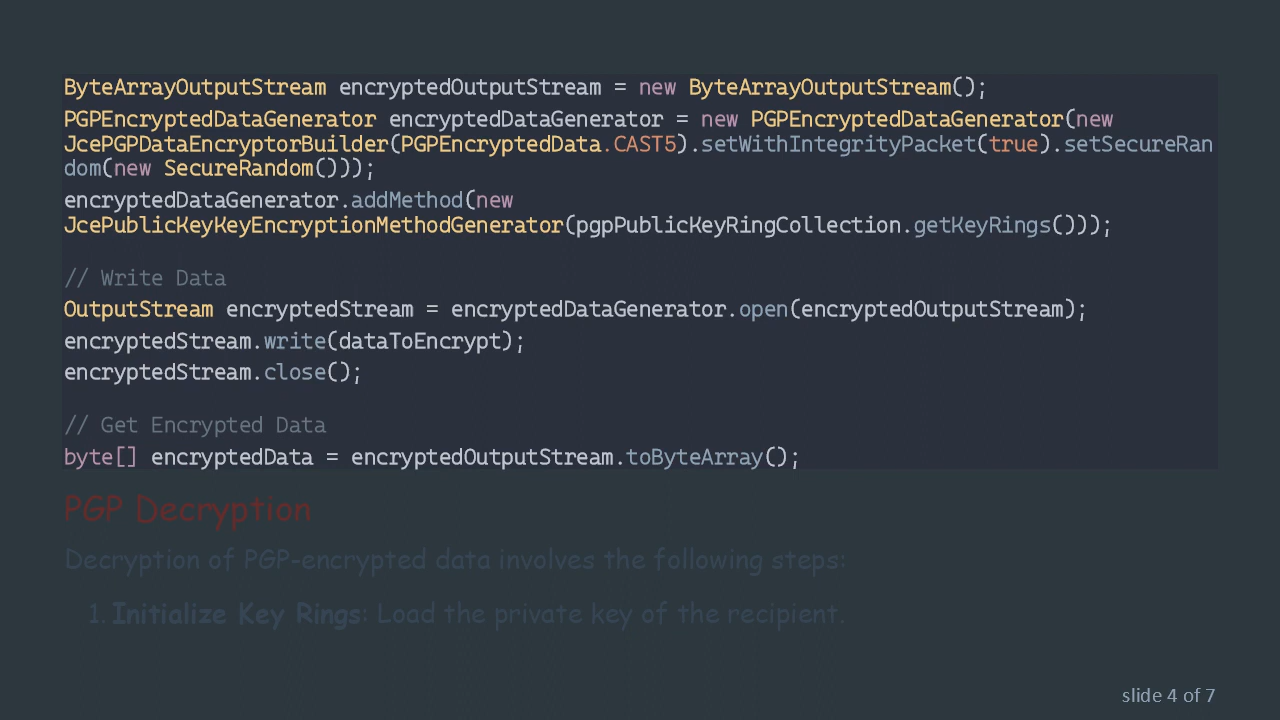 ByteArrayOutputStream encryptedOutputStream = new ByteArrayOutputStream();
PGPEncryptedDataGenerator encryptedDataGenerator = new PGPEncryptedDataGenerator(new
JcePGPDataEncryptorBuilder(PGPEncryptedData.CAST5).setWithIntegrityPacket(true).setSecureRan
dom(new SecureRandom()));
encryptedDataGenerator.addMethod(new
JcePublicKeyKeyEncryptionMethodGenerator(pgpPublicKeyRingCollection.getKeyRings()));
// Write Data
OutputStream encryptedStream = encryptedDataGenerator.open(encryptedOutputStream);
encryptedStream.write(dataToEncrypt);
encryptedStream.close();
// Get Encrypted Data
byte[] encryptedData = encryptedOutputStream.toByteArray();
PGP Decryption
Decryption of PGP-encrypted data involves the following steps:
1. Initialize Key Rings: Load the private key of the recipient.
slide 4 of 7